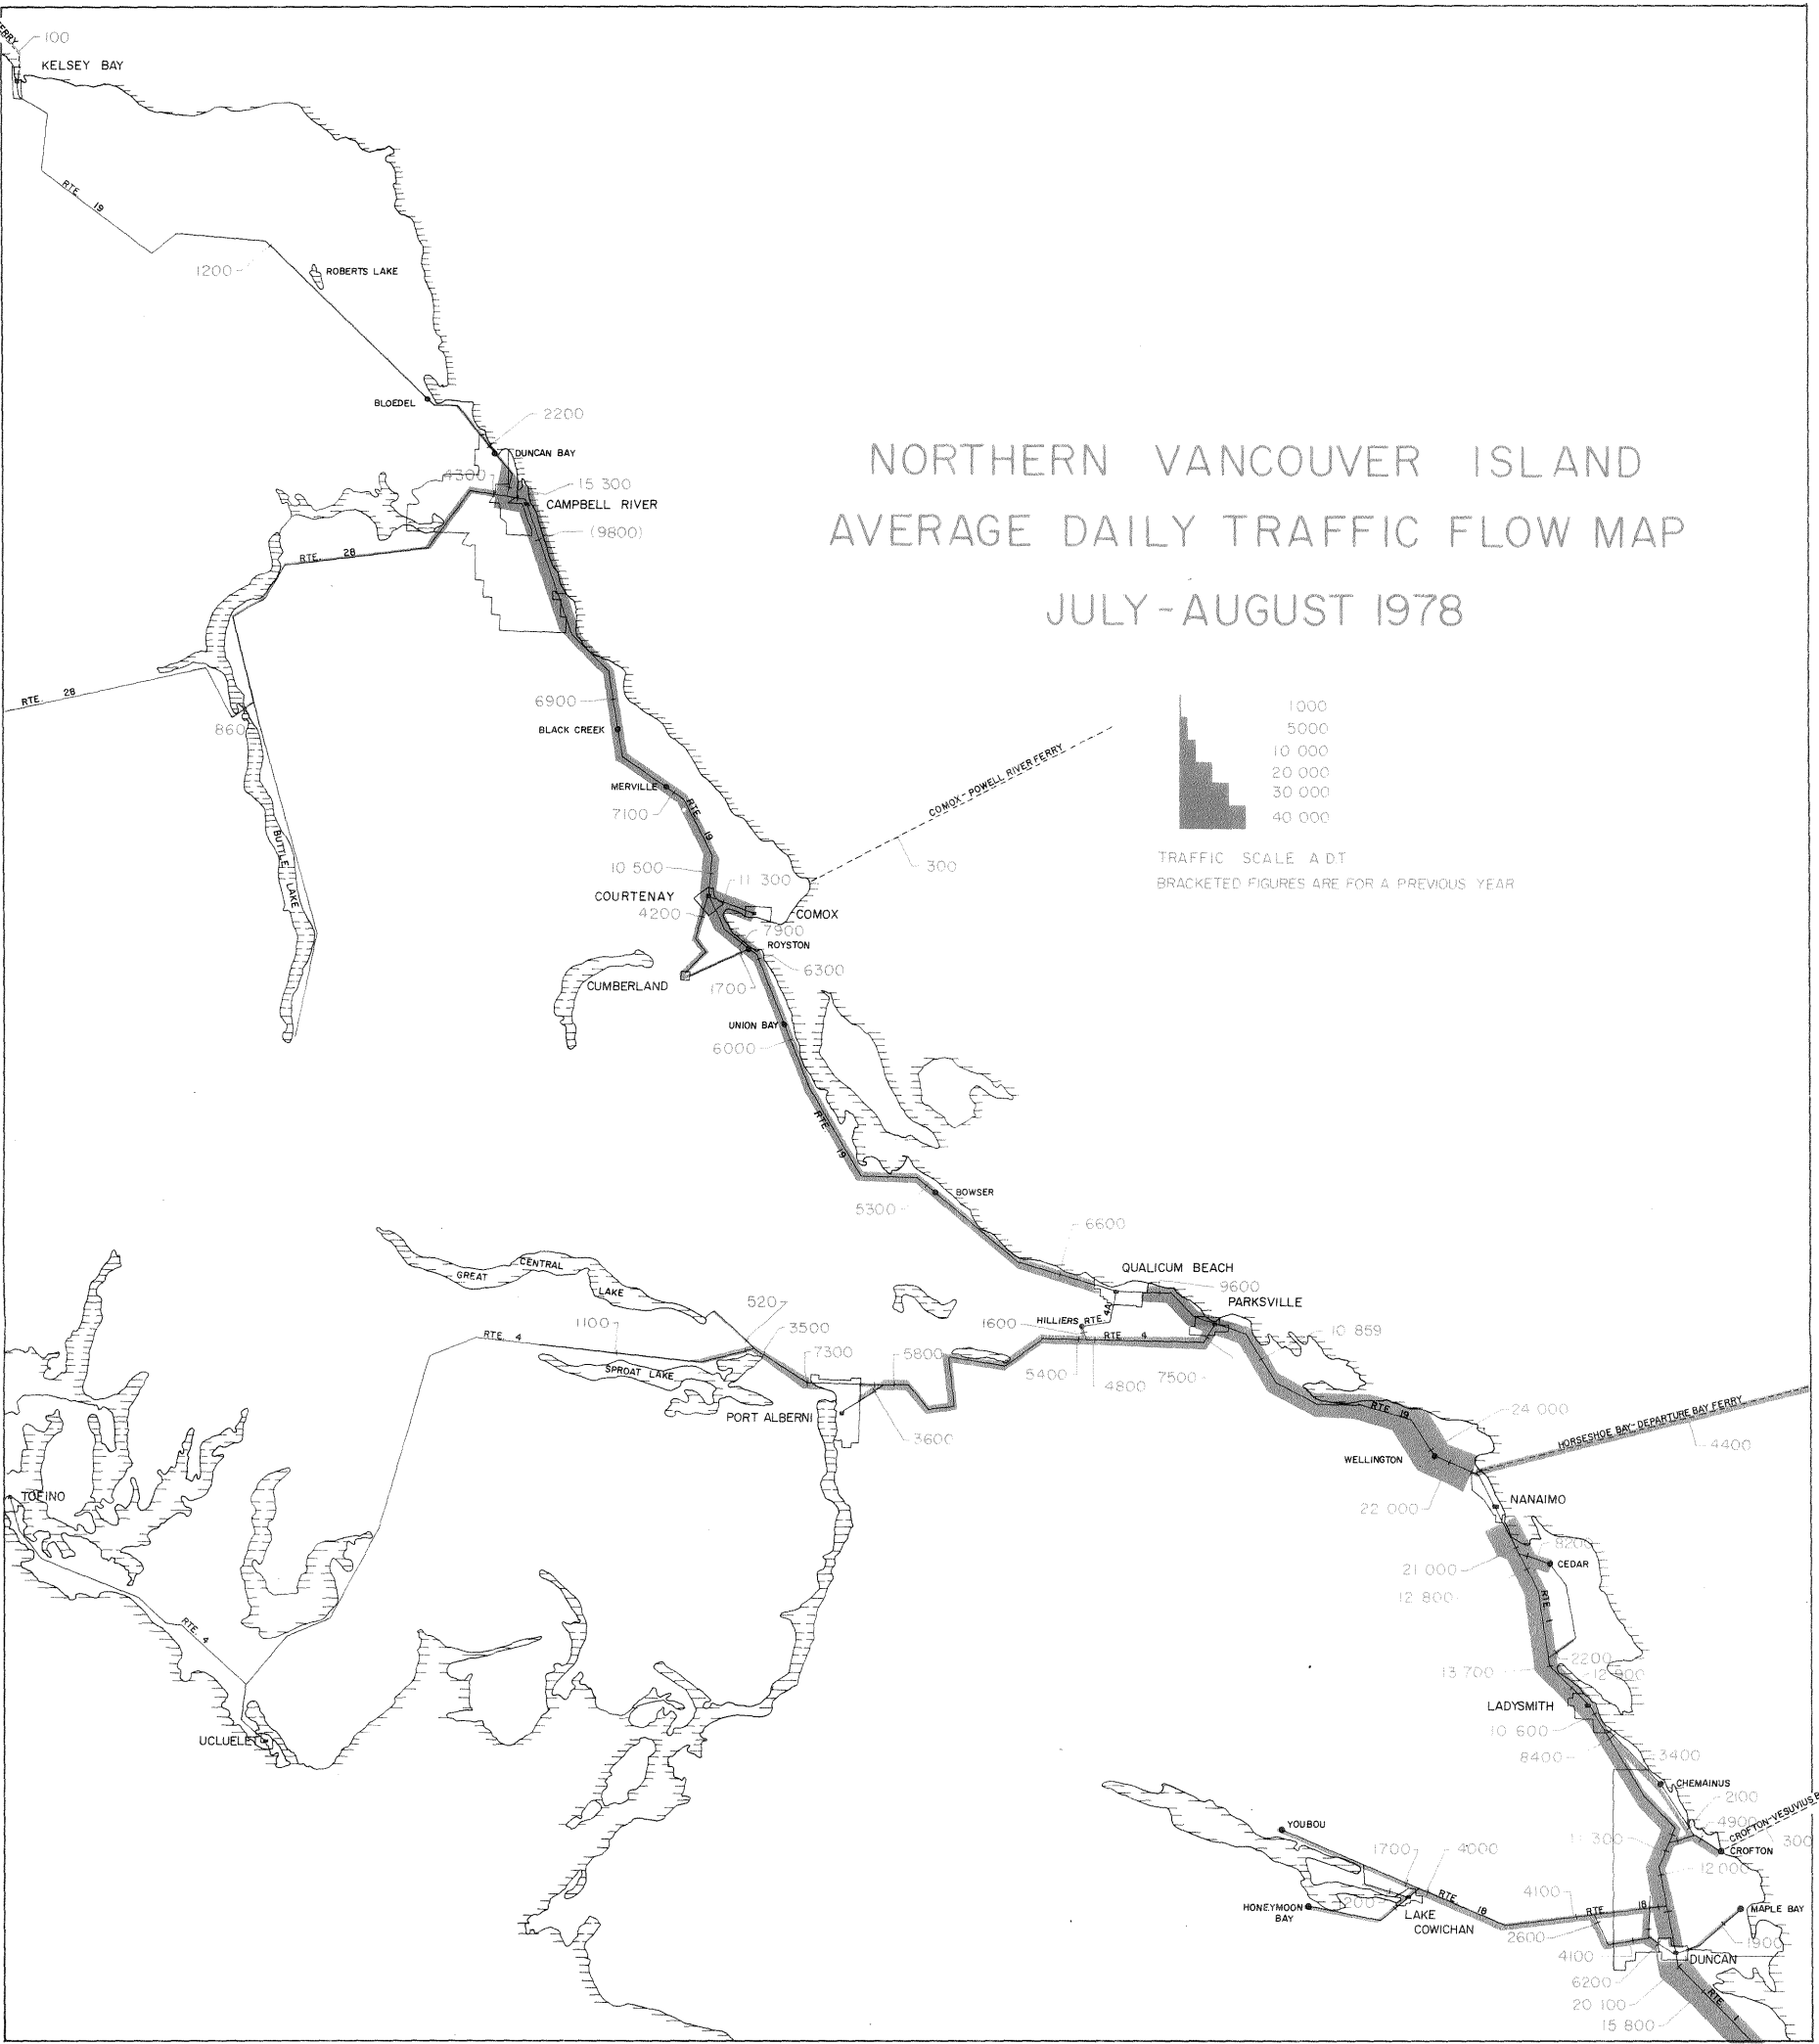 100
KELSEY BAY
RTE. 19
1200
ROBERTS LAKE
BLOEDEL
2200
DUNCAN BAY
4300
15 300
CAMPBELL RIVER
(9800)
RTE. 28
NORTHERN VANCOUVER ISLAND
AVERAGE DAILY TRAFFIC FLOW MAP
JULY-AUGUST 1978
RTE. 28
860
6900
BLACK CREEK
MERVILLE
7100
RTE. 19
BUTTLE LAKE
1000
5000
10 000
20 000
30 000
40 000
TRAFFIC SCALE A.D.T.
BRACKETED FIGURES ARE FOR A PREVIOUS YEAR
COMOX-POWELL RIVER FERRY
300
10 500
11 300
COURTENAY
4200
COMOX
7900
ROYSTON
6300
CUMBERLAND
1700
UNION BAY
6000
RTE. 19
BOWSER
5300
6600
QUALICUM BEACH
9600
PARKSVILLE
GREAT CENTRAL LAKE
520
1100
RTE. 4
3500
7300
SPROAT LAKE
5800
PORT ALBERNI
3600
HILLIERS
RTE. 4A
1600
RTE. 4
5400
4800
7500
10 859
RTE. 19
24 000
WELLINGTON
HORSESHOE BAY-DEPARTURE BAY FERRY
4400
22 000
NANAIMO
TOFINO
RTE. 4
UCLUELET
8200
CEDAR
21 000
12 800
RTE. 1
2200
13 700
12 900
LADYSMITH
10 600
8400
3400
CHEMAINUS
2100
4900
CROFTON-VESUVIUS
300
11 300
CROFTON
12 000
YOUBOU
1700
4000
HONEYMOON BAY
LAKE COWICHAN
RTE. 18
4100
RTE. 18
MAPLE BAY
2600
1900
4100
DUNCAN
6200
20 100
RTE.
15 800